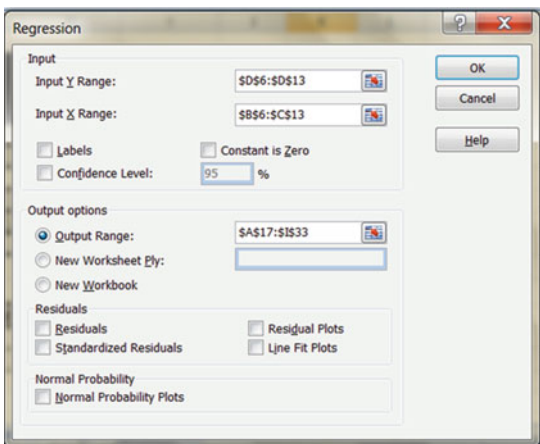 Regression
Input
Input Y Range:
$D$6:$D$13
Input X Range:
$B$6:$C$13
Labels
Constant is Zero
Confidence Level:
95 %
OK
Cancel
Help
Output options
Output Range:
$A$17:$I$33
New Worksheet Ply:
New Workbook
Residuals
Residuals
Residual Plots
Standardized Residuals
Line Fit Plots
Normal Probability
Normal Probability Plots